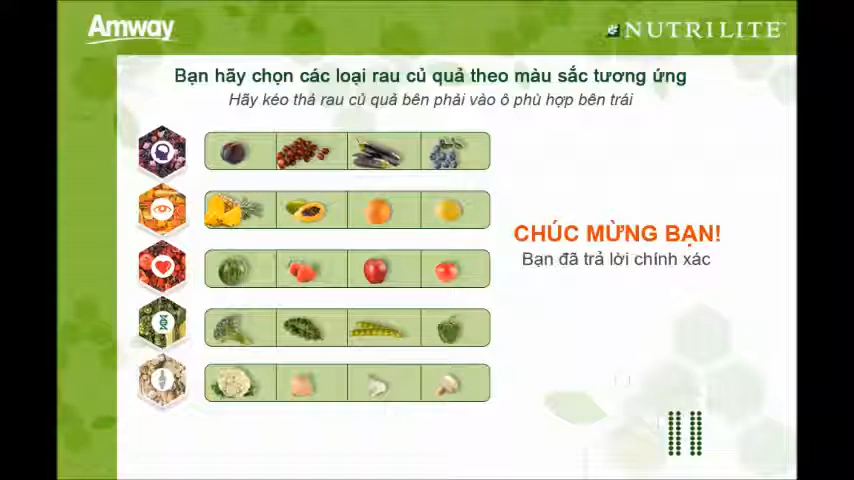 Amway
NUTRILITE
Bạn hãy chọn các loại rau củ quả theo màu sắc tương ứng
Hãy kéo thả rau củ quả bên phải vào ô phù hợp bên trái
CHÚC MỪNG BẠN!
Bạn đã trả lời chính xác